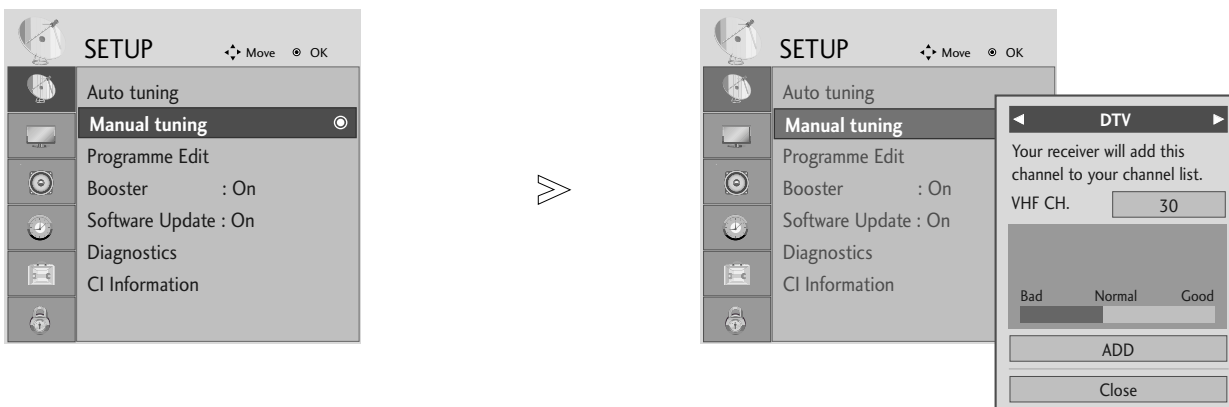 SETUP Move OK
Auto tuning
Manual tuning
Programme Edit
Booster : On
Software Update : On
Diagnostics
CI Information
SETUP Move OK
Auto tuning
Manual tuning
Programme Edit
Booster : On
Software Update : On
Diagnostics
CI Information
◀ DTV ▶
Your receiver will add this
channel to your channel list.
VHF CH. 30
Bad Normal Good
ADD
Close